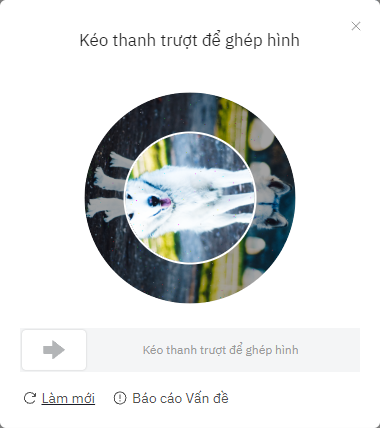 Kéo thanh trượt để ghép hình
Kéo thanh trượt để ghép hình
Làm mới
Báo cáo Vấn đề